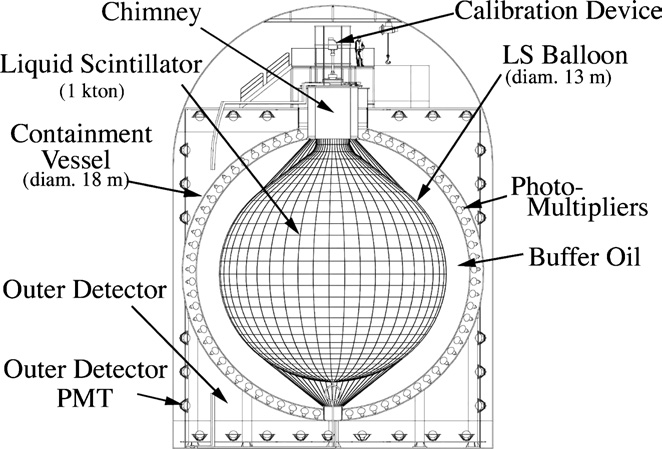 Chimney
Calibration Device
Liquid Scintillator
(1 kton)
LS Balloon
(diam. 13 m)
Containment
Vessel
(diam. 18 m)
Photo-
Multipliers
Buffer Oil
Outer Detector
Outer Detector
PMT